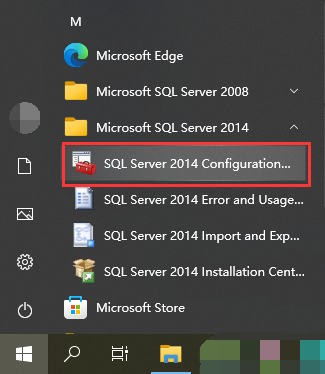 M
Microsoft Edge
Microsoft SQL Server 2008
Microsoft SQL Server 2014
SQL Server 2014 Configuration...
SQL Server 2014 Error and Usage...
SQL Server 2014 Import and Exp...
SQL Server 2014 Installation Cent...
Microsoft Store